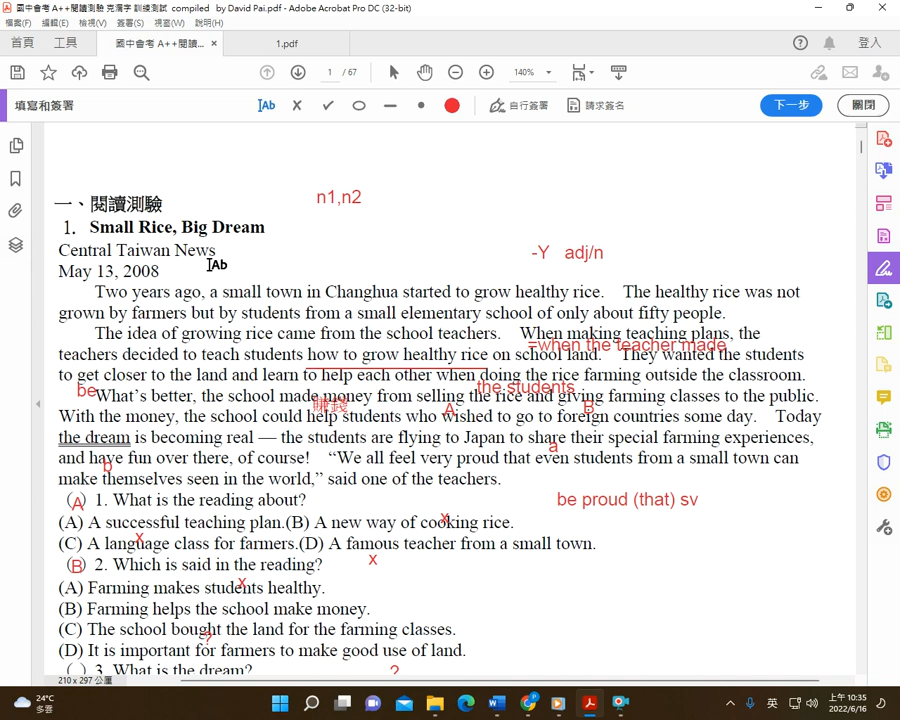 國中會考 A++閱讀測驗 克漏字 訓練測試 compiled by David Pai.pdf - Adobe Acrobat Pro DC (32-bit)
檔案(F) 編輯(E) 檢視(V) 簽署(S) 視窗(W) 說明(H)
首頁 工具 國中會考 A++閱讀... × 1.pdf 登入
1 / 67 140%
填寫和簽署 Ab 自行簽署 請求簽名 下一步 關閉
n1,n2
一、閱讀測驗
1. Small Rice, Big Dream
Central Taiwan News
-Y adj/n
Ab
May 13, 2008
Two years ago, a small town in Changhua started to grow healthy rice. The healthy rice was not
grown by farmers but by students from a small elementary school of only about fifty people.
The idea of growing rice came from the school teachers. When making teaching plans, the
=when the teacher made
teachers decided to teach students how to grow healthy rice on school land. They wanted the students
to get closer to the land and learn to help each other when doing the rice farming outside the classroom.
be
the students
What's better, the school made money from selling the rice and giving farming classes to the public.
賺錢
A
B
With the money, the school could help students who wished to go to foreign countries some day. Today
the dream is becoming real — the students are flying to Japan to share their special farming experiences,
a
and have fun over there, of course! “We all feel very proud that even students from a small town can
b
make themselves seen in the world,” said one of the teachers.
be proud (that) sv
(A) 1. What is the reading about?
(A) A successful teaching plan.(B) A new way of cooking rice.
x
(C) A language class for farmers.(D) A famous teacher from a small town.
x
x
(B) 2. Which is said in the reading?
(A) Farming makes students healthy.
x
(B) Farming helps the school make money.
(C) The school bought the land for the farming classes.
?
(D) It is important for farmers to make good use of land.
( ) 3. What is the dream?
?
210 x 297 公釐
24°C
多雲
英
上午 10:35
2022/6/16